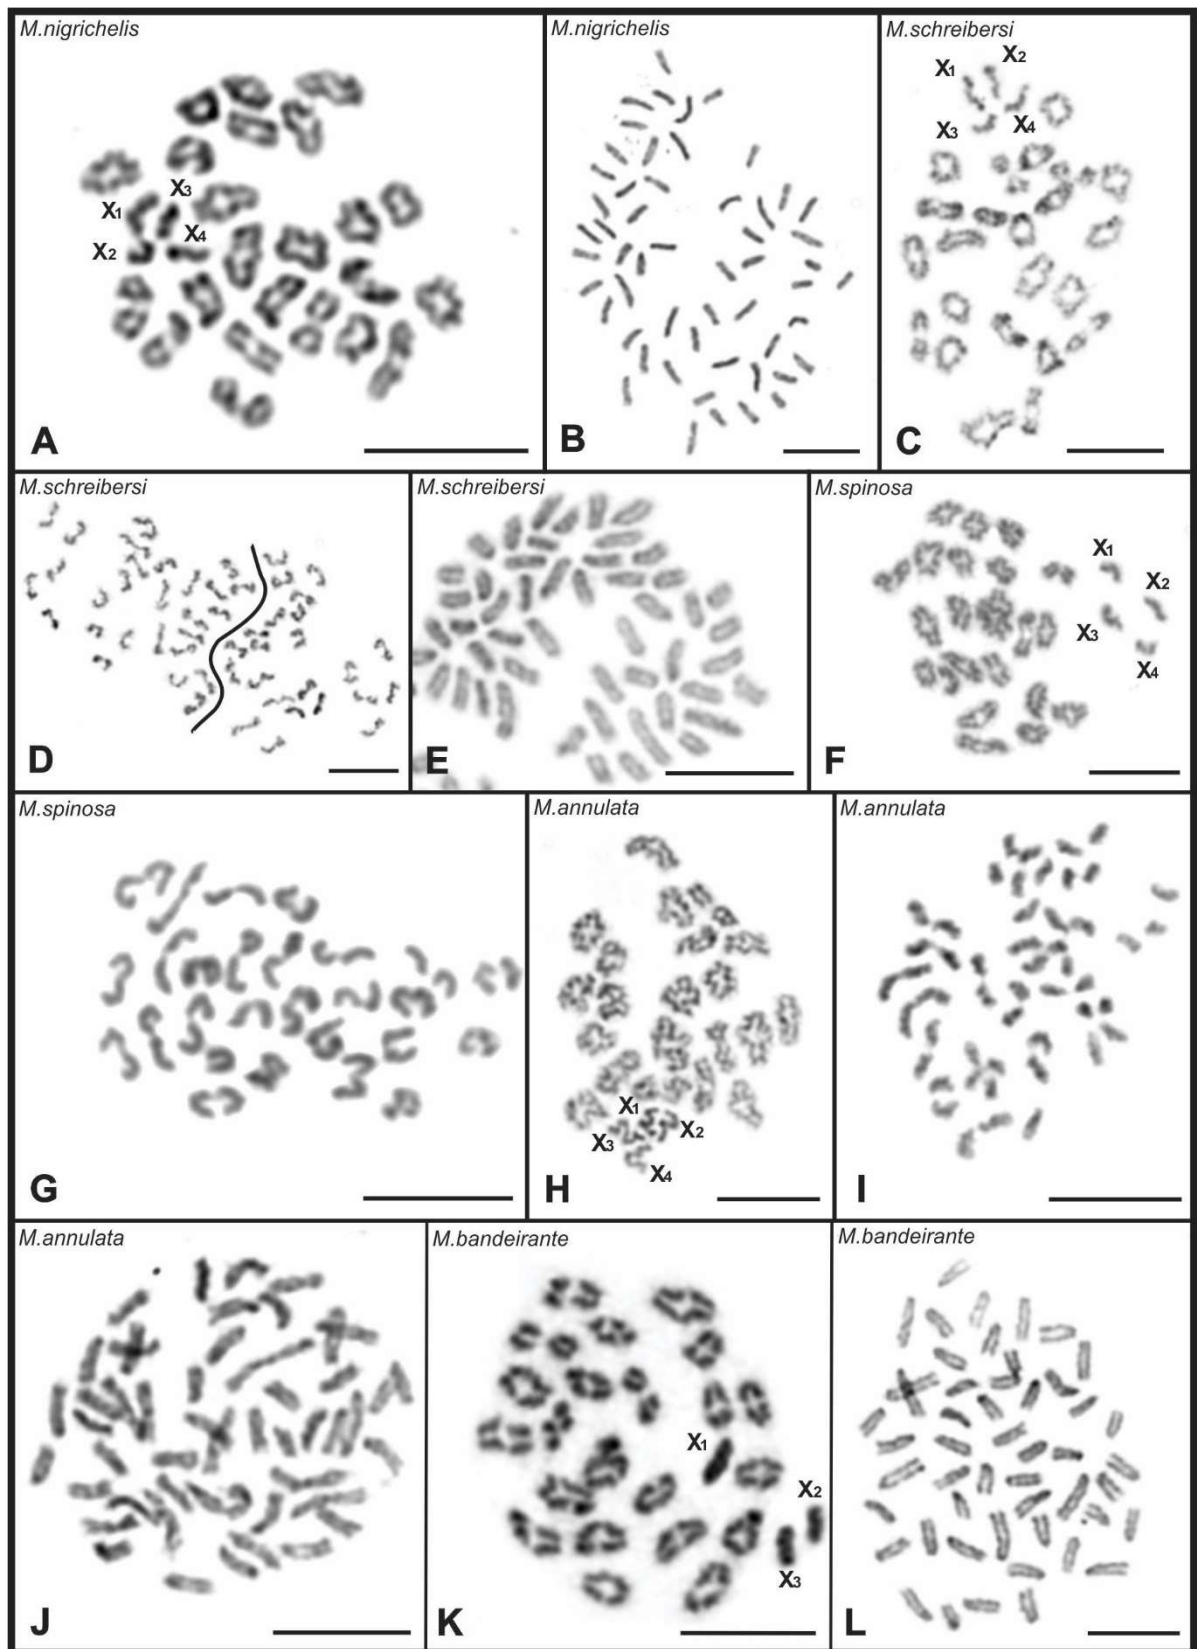 M.nigrichelis
X3
X1
X4
X2
A
M.nigrichelis
B
M.schreibersi
X1 X2
X3 X4
C
M.schreibersi
D
M.schreibersi
E
M.spinosa
X1
X2
X3
X4
F
M.spinosa
G
M.annulata
X1
X2
X3
X4
H
M.annulata
I
M.annulata
J
M.bandeirante
X1
X2
X3
K
M.bandeirante
L